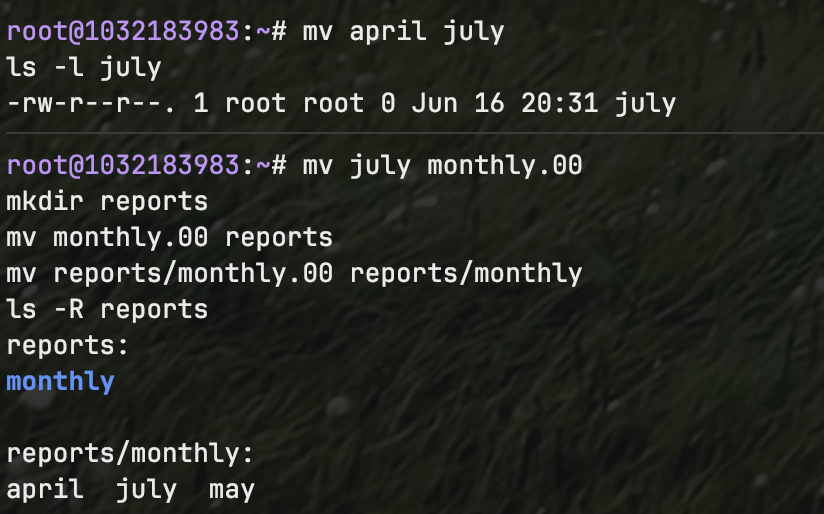 root@1032183983:~# mv april july
ls -l july
-rw-r--r--. 1 root root 0 Jun 16 20:31 july
root@1032183983:~# mv july monthly.00
mkdir reports
mv monthly.00 reports
mv reports/monthly.00 reports/monthly
ls -R reports
reports:
monthly
reports/monthly:
april  july  may